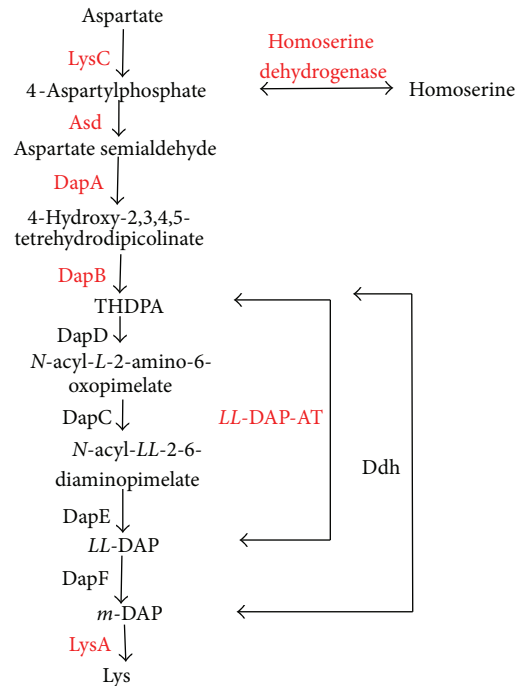 Aspartate
LysC
Homoserine
dehydrogenase
4-Aspartylphosphate
Homoserine
Asd
Aspartate semialdehyde
DapA
4-Hydroxy-2,3,4,5-
tetrehydrodipicolinate
DapB
THDPA
DapD
N-acyl-L-2-amino-6-
oxopimelate
DapC
LL-DAP-AT
N-acyl-LL-2-6-
diaminopimelate
Ddh
DapE
LL-DAP
DapF
m-DAP
LysA
Lys